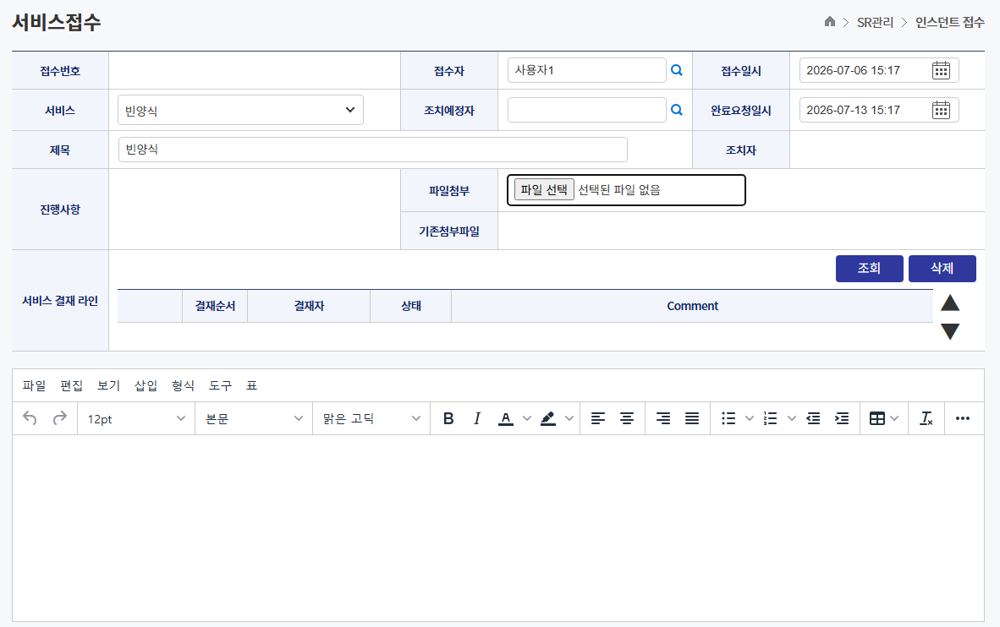 서비스접수
SR관리
인스던트 접수
접수번호
접수자
사용자1
접수일시
2026-07-06 15:17
서비스
빈양식
조치예정자
완료요청일시
2026-07-13 15:17
제목
빈양식
조치자
진행사항
파일첨부
파일 선택 선택된 파일 없음
기존첨부파일
서비스 결재 라인
조회
삭제
결재순서
결재자
상태
Comment
파일 편집 보기 삽입 형식 도구 표
12pt
본문
맑은 고딕
B I A